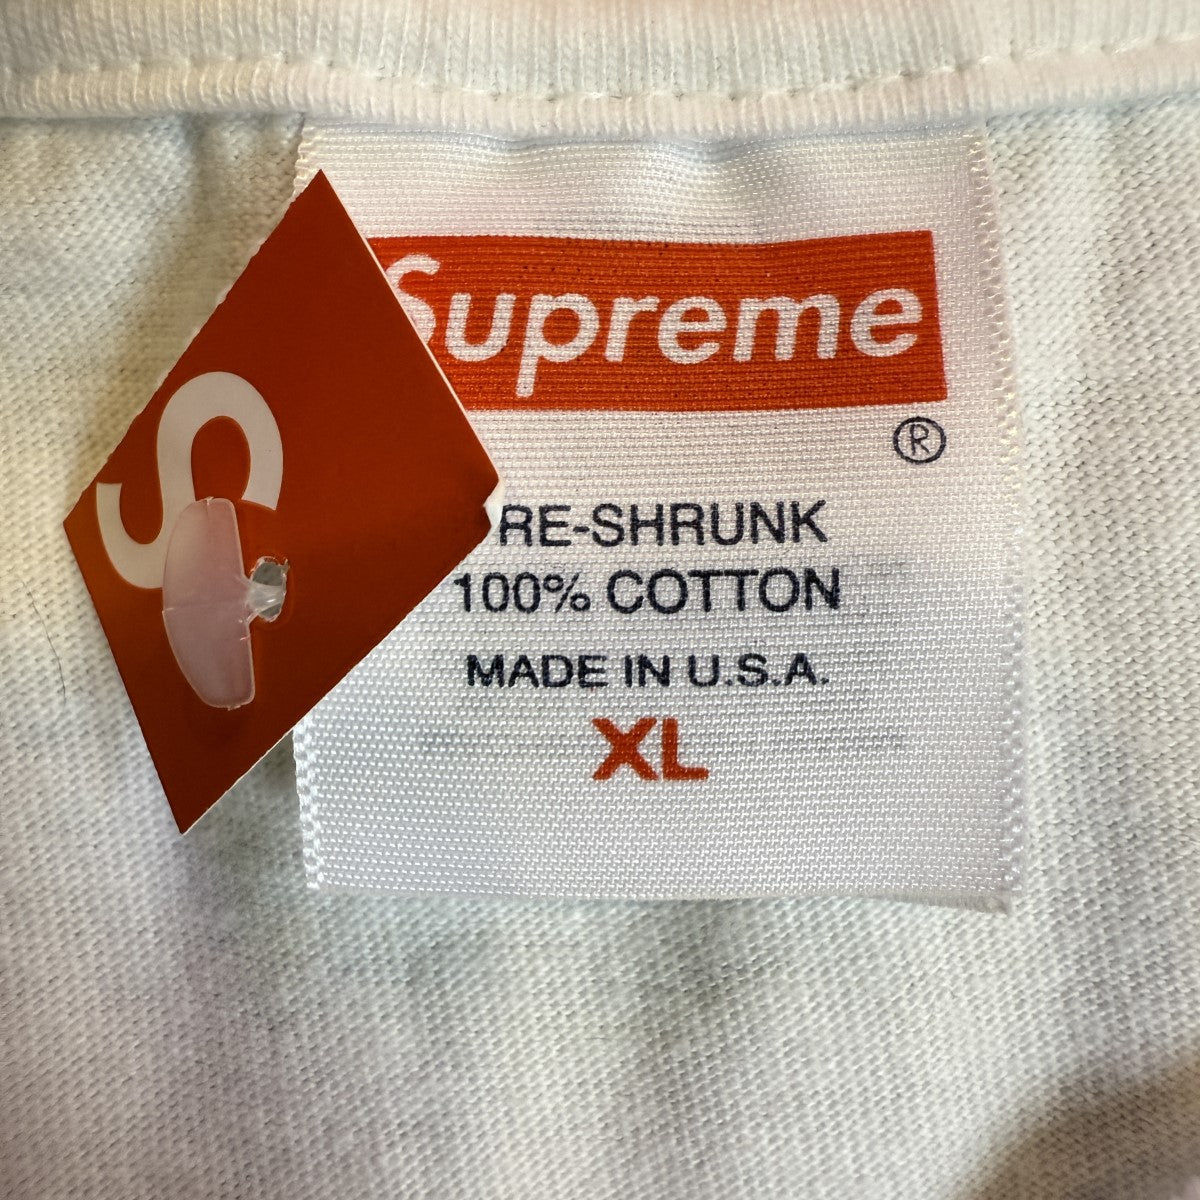 Supreme
®
RE-SHRUNK
100% COTTON
MADE IN U.S.A.
XL
S